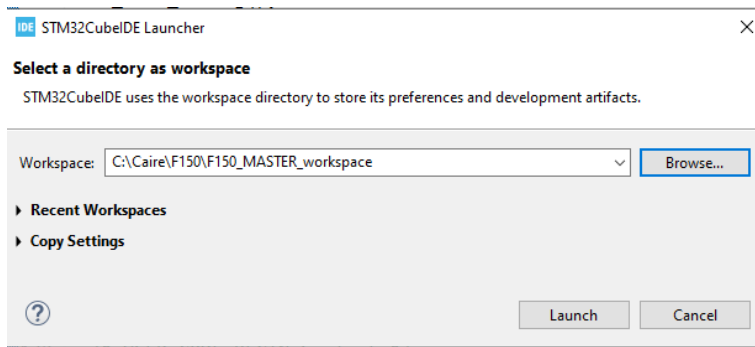 IDE STM32CubeIDE Launcher
Select a directory as workspace
STM32CubeIDE uses the workspace directory to store its preferences and development artifacts.
Workspace: C:\Caire\F150\F150_MASTER_workspace Browse...
Recent Workspaces
Copy Settings
? Launch Cancel